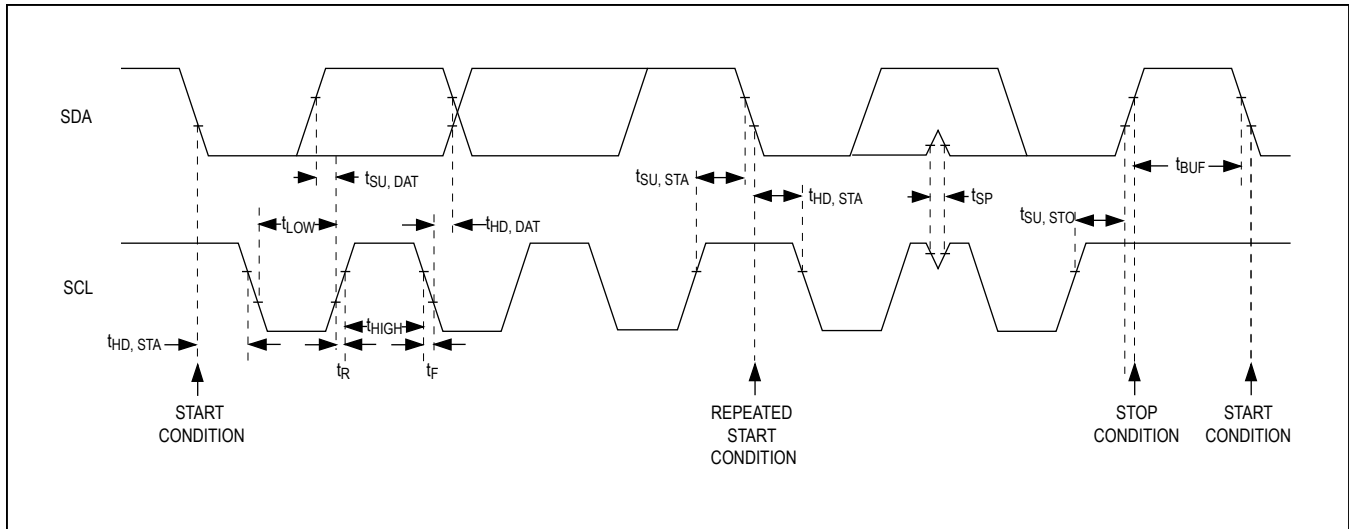 SDA
tSU, DAT
tSU, STA
tHD, STA
tSP
tBUF
tLOW
tHD, DAT
tSU, STO
SCL
tHIGH
tHD, STA
tR
tF
START
CONDITION
REPEATED
START
CONDITION
STOP
CONDITION
START
CONDITION